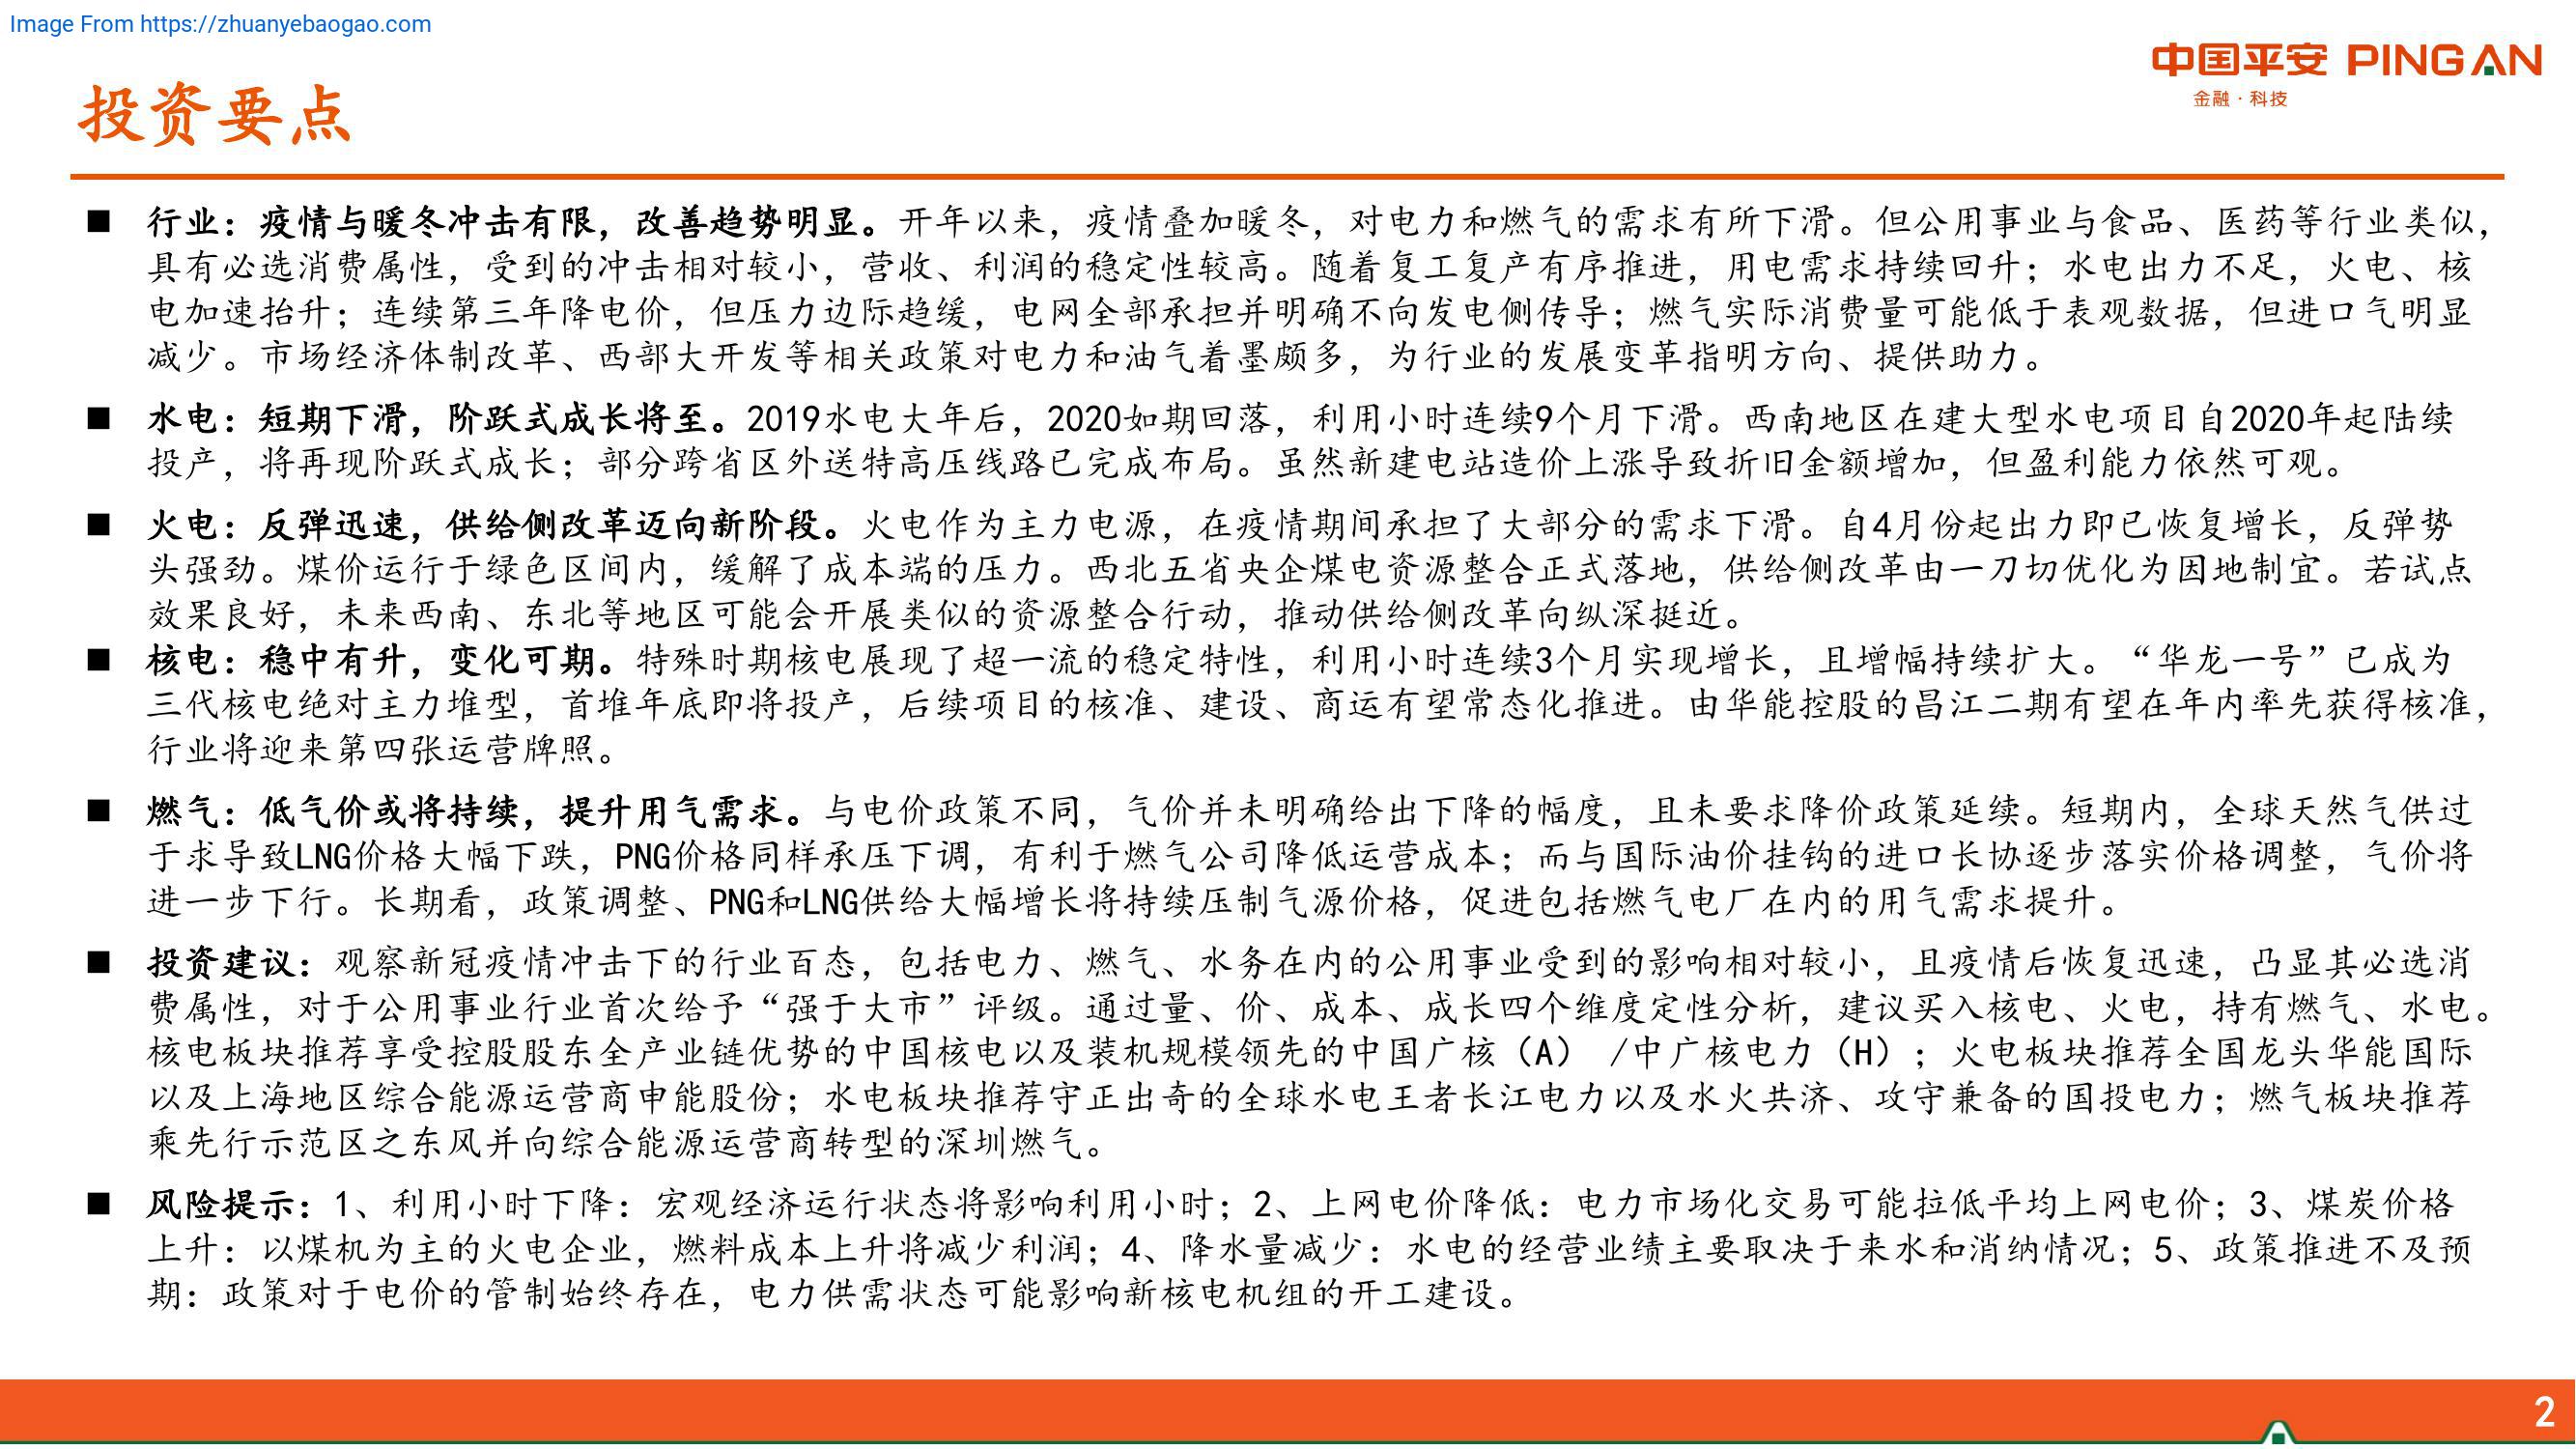 Image From https://zhuanyebaogao.com
中国平安 PING AN
金融·科技
投资要点
■ 行业：疫情与暖冬冲击有限，改善趋势明显。开年以来，疫情叠加暖冬，对电力和燃气的需求有所下滑。但公用事业与食品、医药等行业类似，
具有必选消费属性，受到的冲击相对较小，营收、利润的稳定性较高。随着复工复产有序推进，用电需求持续回升；水电出力不足，火电、核
电加速抬升；连续第三年降电价，但压力边际趋缓，电网全部承担并明确不向发电侧传导；燃气实际消费量可能低于表观数据，但进口气明显
减少。市场经济体制改革、西部大开发等相关政策对电力和油气着墨颇多，为行业的发展变革指明方向、提供助力。
■ 水电：短期下滑，阶跃式成长将至。2019水电大年后，2020如期回落，利用小时连续9个月下滑。西南地区在建大型水电项目自2020年起陆续
投产，将再现阶跃式成长；部分跨省区外送特高压线路已完成布局。虽然新建电站造价上涨导致折旧金额增加，但盈利能力依然可观。
■ 火电：反弹迅速，供给侧改革迈向新阶段。火电作为主力电源，在疫情期间承担了大部分的需求下滑。自4月份起出力即已恢复增长，反弹势
头强劲。煤价运行于绿色区间内，缓解了成本端的压力。西北五省央企煤电资源整合正式落地，供给侧改革由一刀切优化为因地制宜。若试点
效果良好，未来西南、东北等地区可能会开展类似的资源整合行动，推动供给侧改革向纵深挺近。
■ 核电：稳中有升，变化可期。特殊时期核电展现了超一流的稳定特性，利用小时连续3个月实现增长，且增幅持续扩大。“华龙一号”已成为
三代核电绝对主力堆型，首堆年底即将投产，后续项目的核准、建设、商运有望常态化推进。由华能控股的昌江二期有望在年内率先获得核准，
行业将迎来第四张运营牌照。
■ 燃气：低气价或将持续，提升用气需求。与电价政策不同，气价并未明确给出下降的幅度，且未要求降价政策延续。短期内，全球天然气供过
于求导致LNG价格大幅下跌，PNG价格同样承压下调，有利于燃气公司降低运营成本；而与国际油价挂钩的进口长协逐步落实价格调整，气价将
进一步下行。长期看，政策调整、PNG和LNG供给大幅增长将持续压制气源价格，促进包括燃气电厂在内的用气需求提升。
■ 投资建议：观察新冠疫情冲击下的行业百态，包括电力、燃气、水务在内的公用事业受到的影响相对较小，且疫情后恢复迅速，凸显其必选消
费属性，对于公用事业行业首次给予“强于大市”评级。通过量、价、成本、成长四个维度定性分析，建议买入核电、火电，持有燃气、水电。
核电板块推荐享受控股股东全产业链优势的中国核电以及装机规模领先的中国广核（A） /中广核电力（H）；火电板块推荐全国龙头华能国际
以及上海地区综合能源运营商申能股份；水电板块推荐守正出奇的全球水电王者长江电力以及水火共济、攻守兼备的国投电力；燃气板块推荐
乘先行示范区之东风并向综合能源运营商转型的深圳燃气。
■ 风险提示：1、利用小时下降：宏观经济运行状态将影响利用小时；2、上网电价降低：电力市场化交易可能拉低平均上网电价；3、煤炭价格
上升：以煤机为主的火电企业，燃料成本上升将减少利润；4、降水量减少：水电的经营业绩主要取决于来水和消纳情况；5、政策推进不及预
期：政策对于电价的管制始终存在，电力供需状态可能影响新核电机组的开工建设。
2